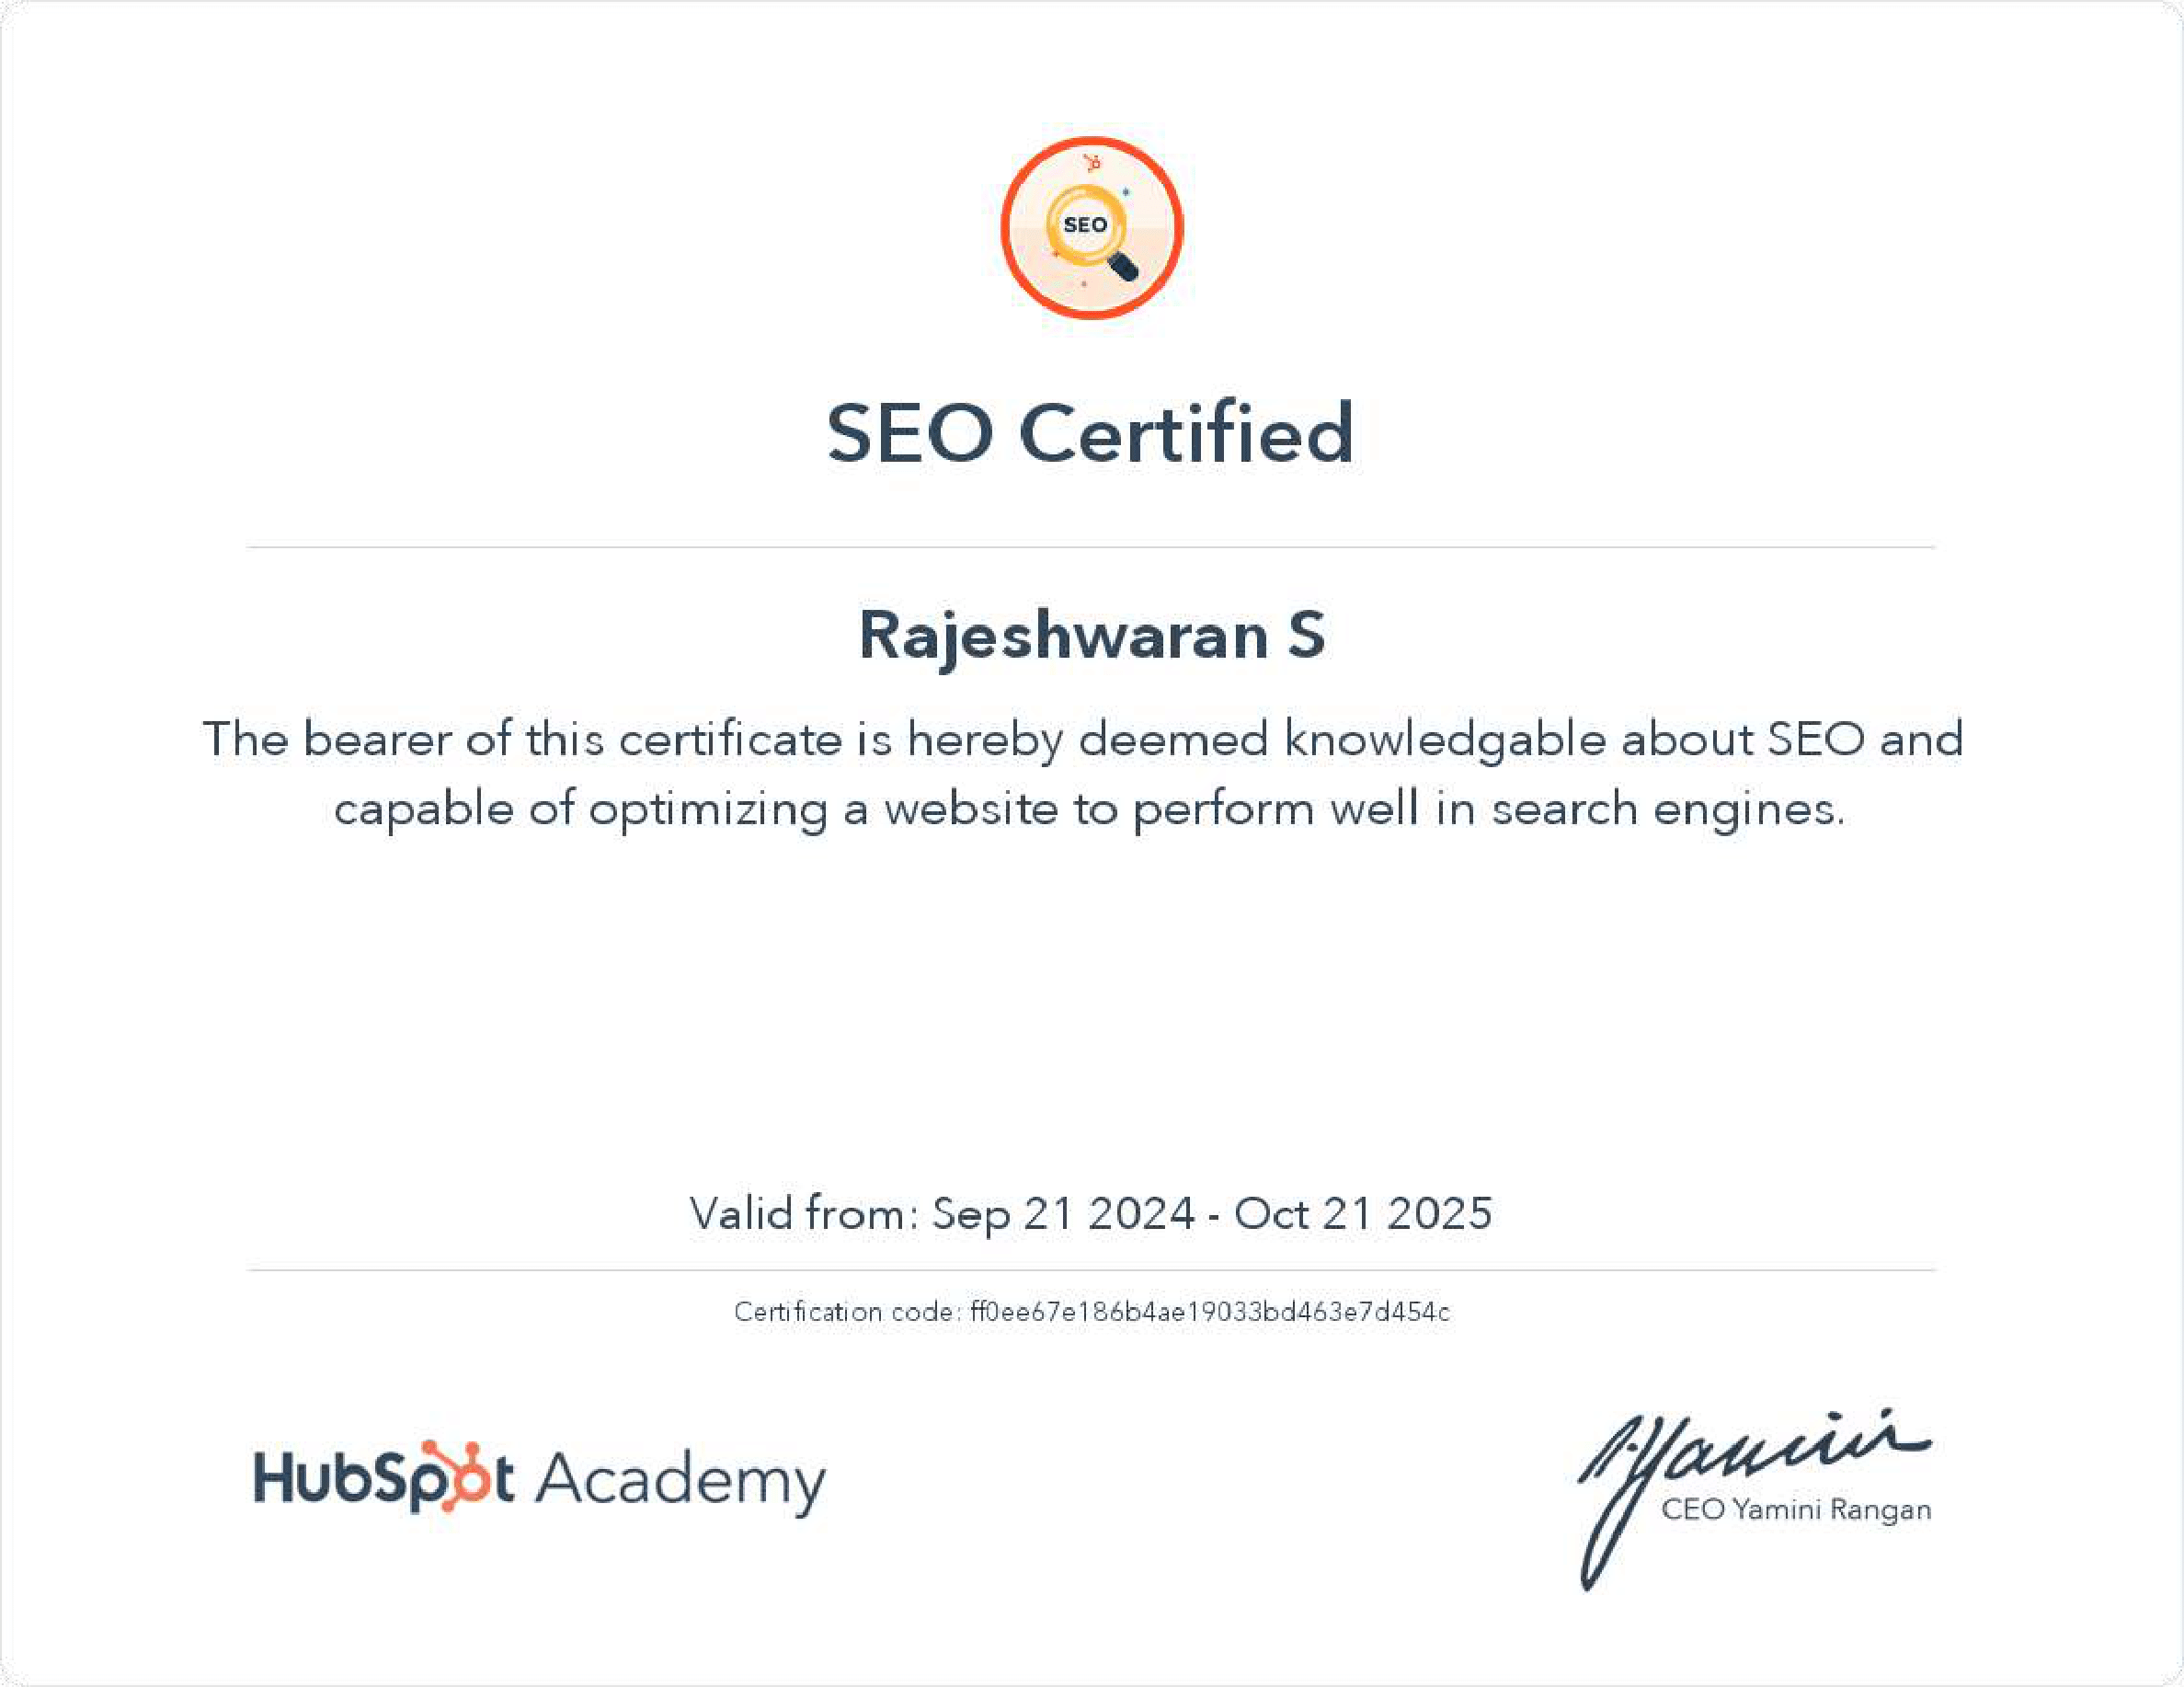 SEO
SEO Certified
Rajeshwaran S
The bearer of this certificate is hereby deemed knowledgable about SEO and
capable of optimizing a website to perform well in search engines.
Valid from: Sep 21 2024 - Oct 21 2025
Certification code: ff0ee67e186b4ae19033bd463e7d454c
HubSpot Academy
Yamini
CEO Yamini Rangan